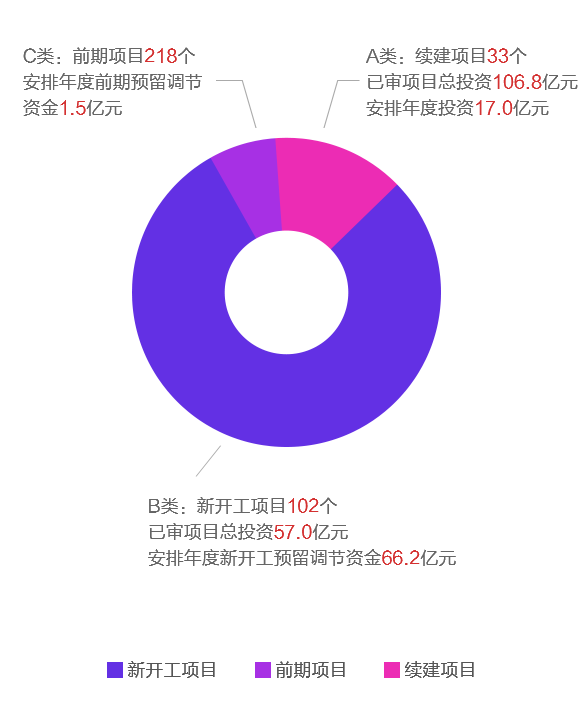 C类：前期项目218个
安排年度前期预留调节
资金1.5亿元
A类：续建项目33个
已审项目总投资106.8亿元
安排年度投资17.0亿元
B类：新开工项目102个
已审项目总投资57.0亿元
安排年度新开工预留调节资金66.2亿元
新开工项目 前期项目 续建项目